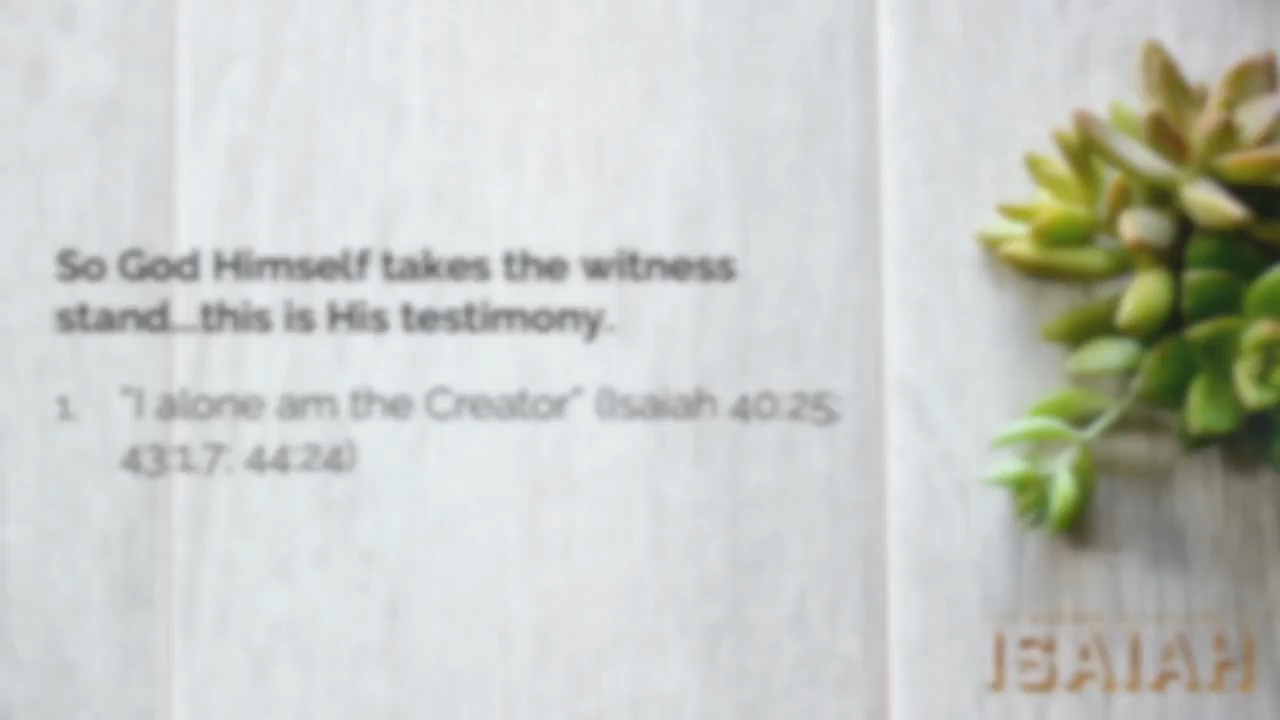 So God Himself takes the witness
stand...this is His testimony.
1. "I alone am the Creator" (Isaiah 40:25;
43:1,7; 44:24)
ISAIAH